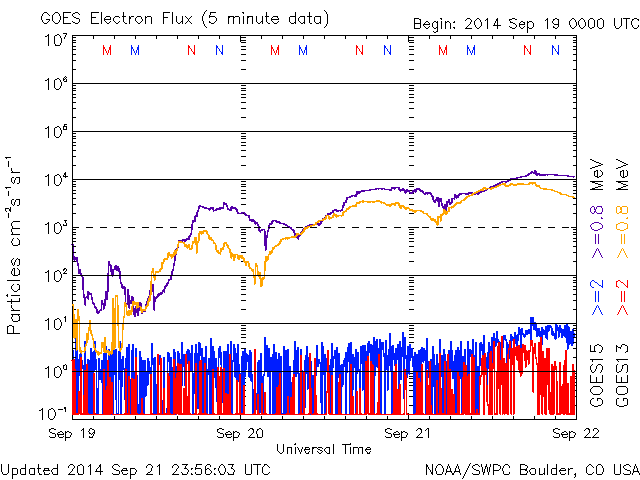 GOES Electron Flux (5 minute data)
Begin: 2014 Sep 19 0000 UTC
M M N N M M N N M M N N
10⁷
10⁶
10⁵
10⁴
10³
10²
10¹
10⁰
10⁻¹
Particles cm⁻²s⁻¹sr⁻¹
Sep 19 Sep 20 Sep 21 Sep 22
Universal Time
GOES15 >=2 >=0.8 MeV
GOES13 >=2 >=0.8 MeV
Updated 2014 Sep 21 23:56:03 UTC
NOAA/SWPC Boulder, CO USA